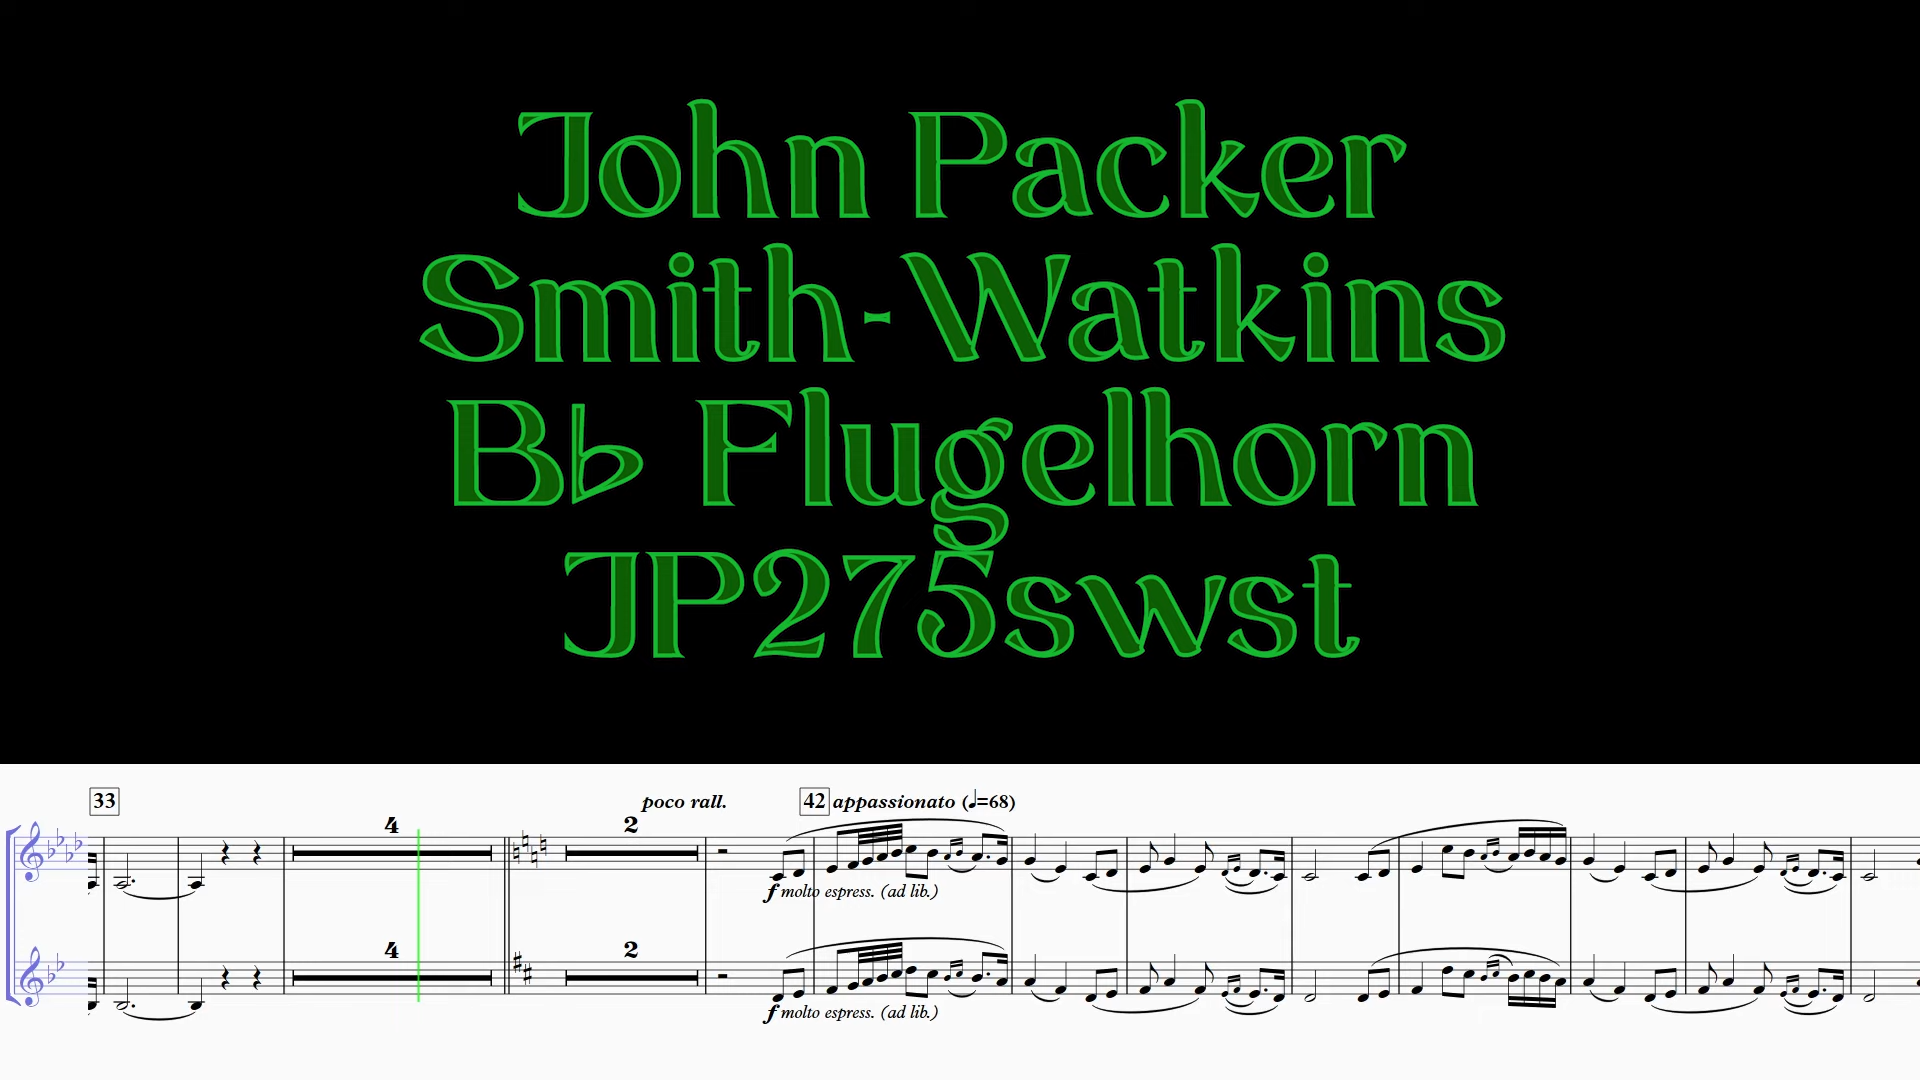 John Packer
Smith-Watkins
B♭ Flugelhorn
JP275swst
33
poco rall.
42 appassionato (♩=68)
4
2
f molto espress. (ad lib.)
4
2
f molto espress. (ad lib.)